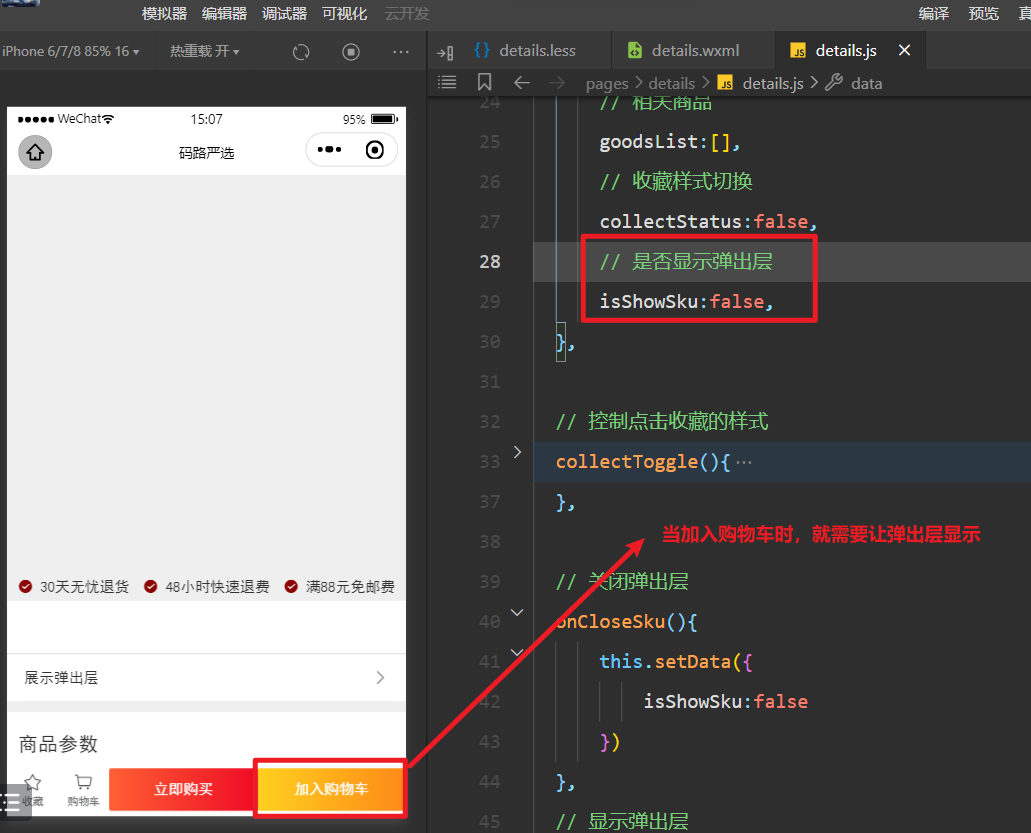 模拟器 编辑器 调试器 可视化 云开发 编译 预览 真
iPhone 6/7/8 85% 16 热重载 开
details.less details.wxml details.js
pages details details.js data
WeChat 15:07 95%
码路严选
30天无忧退货 48小时快速退费 满88元免邮费
展示弹出层
商品参数
收藏 购物车 立即购买 加入购物车
24 // 相关商品
25 goodsList:[],
26 // 收藏样式切换
27 collectStatus:false,
28 // 是否显示弹出层
29 isShowSku:false,
30 },
31
32 // 控制点击收藏的样式
33 collectToggle(){ ···
37 },
当加入购物车时，就需要让弹出层显示
38
39 // 关闭弹出层
40 onCloseSku(){
41 this.setData({
42 isShowSku:false
43 })
44 },
45 // 显示弹出层